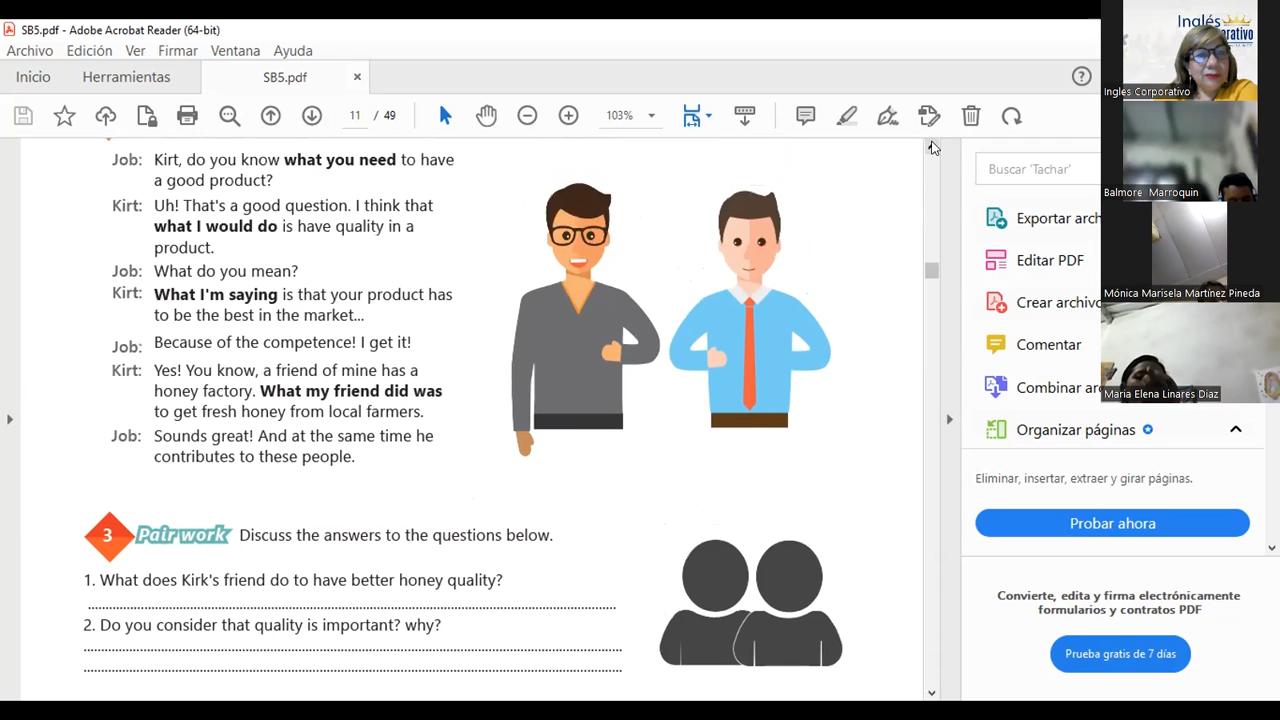 SB5.pdf - Adobe Acrobat Reader (64-bit)
Archivo Edición Ver Firmar Ventana Ayuda
Inicio Herramientas SB5.pdf ×
11 / 49 103%
Job: Kirt, do you know what you need to have
a good product?
Kirt: Uh! That's a good question. I think that
what I would do is have quality in a
product.
Job: What do you mean?
Kirt: What I'm saying is that your product has
to be the best in the market...
Job: Because of the competence! I get it!
Kirt: Yes! You know, a friend of mine has a
honey factory. What my friend did was
to get fresh honey from local farmers.
Job: Sounds great! And at the same time he
contributes to these people.
3 Pair work Discuss the answers to the questions below.
1. What does Kirk's friend do to have better honey quality?
2. Do you consider that quality is important? why?
Buscar 'Tachar'
Exportar arch
Editar PDF
Crear archivo
Comentar
Combinar arc
Organizar páginas
Eliminar, insertar, extraer y girar páginas.
Probar ahora
Convierte, edita y firma electrónicamente
formularios y contratos PDF
Prueba gratis de 7 días
Inglés
Ingles Corporativo
Balmore Marroquin
Mónica Marisela Martínez Pineda
Maria Elena Linares Diaz